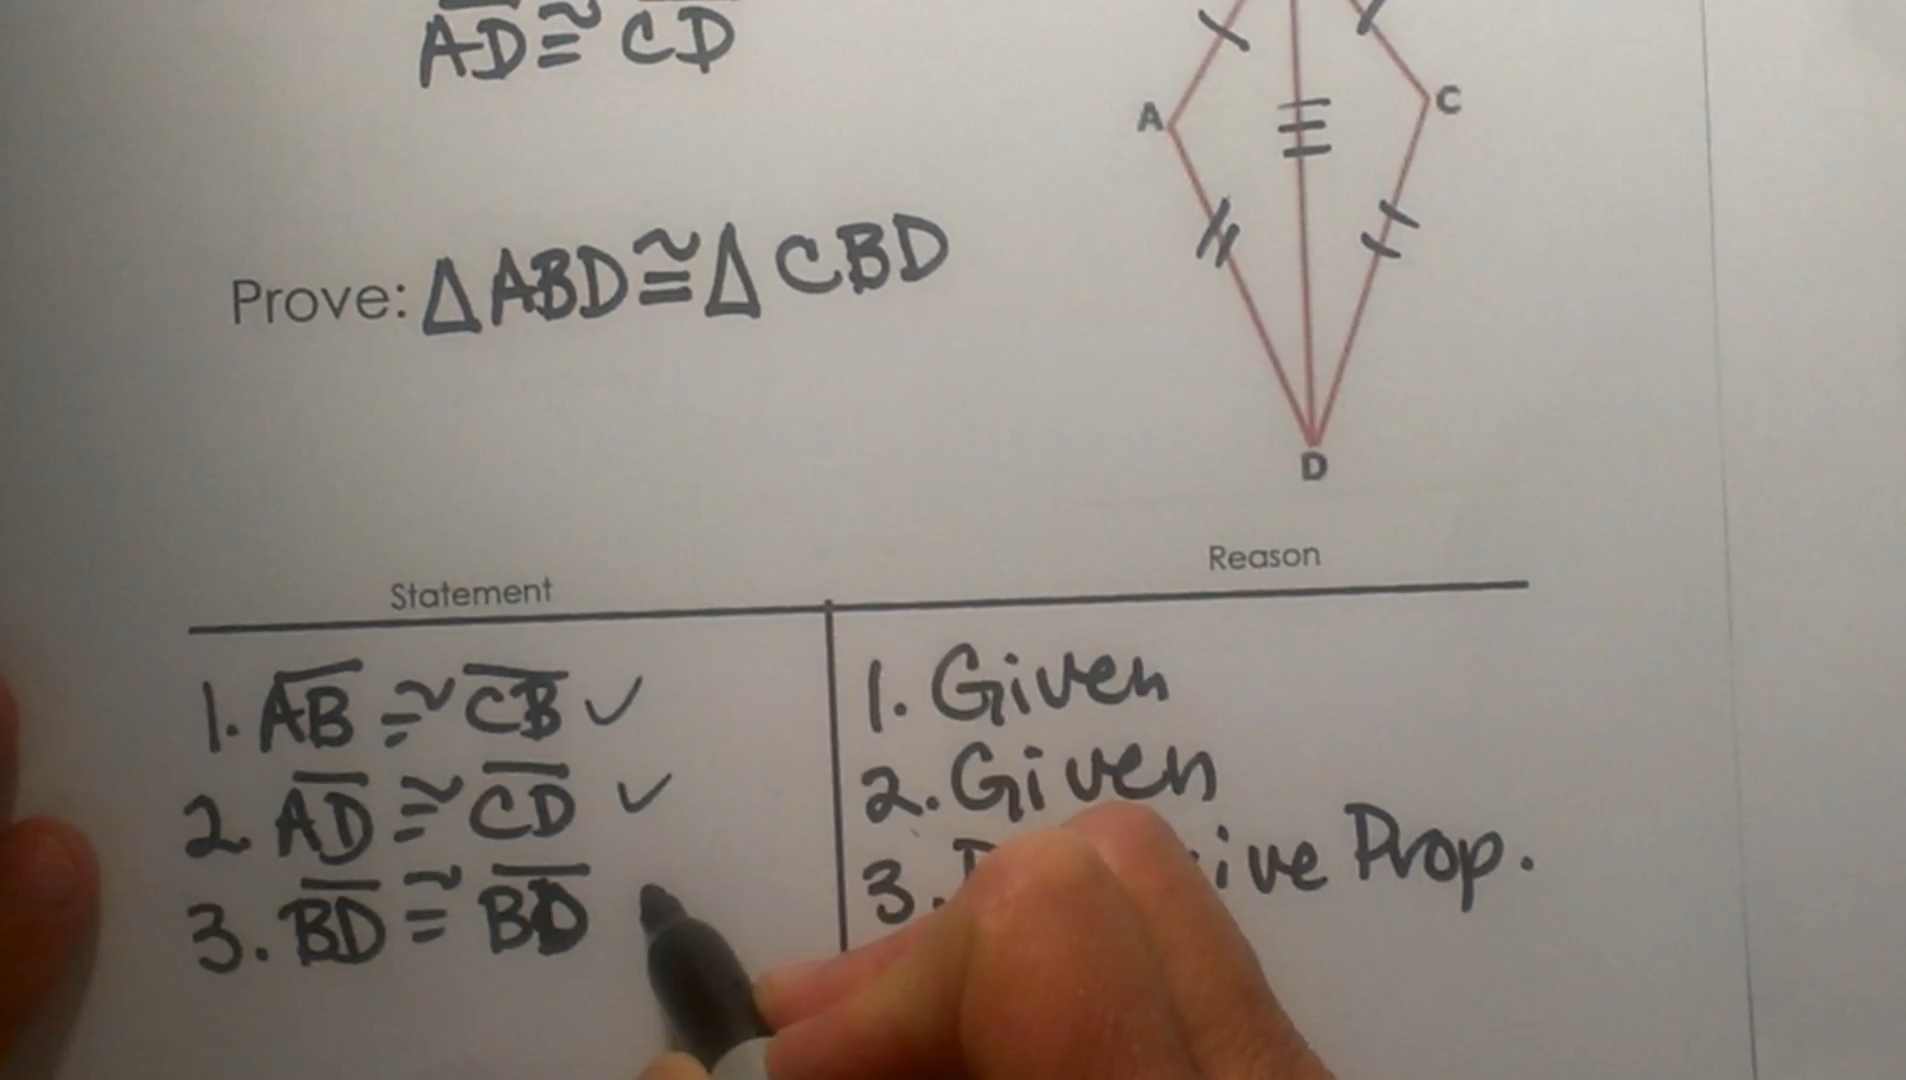 AD ≅ CD
A
C
Prove: Δ ABD ≅ Δ CBD
D
Statement
Reason
1. AB ≅ CB ✓
1. Given
2. AD ≅ CD ✓
2. Given
3. BD ≅ BD
3. Prop.